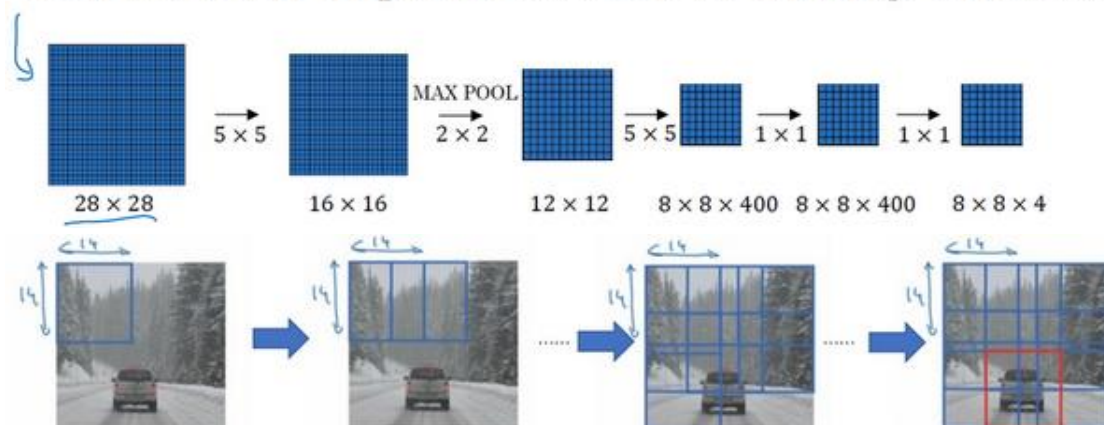 MAX POOL
5 × 5
2 × 2
5 × 5
1 × 1
1 × 1
28 × 28
16 × 16
12 × 12
8 × 8 × 400
8 × 8 × 400
8 × 8 × 4
14
14
14
14
14
14
14
14
......
......